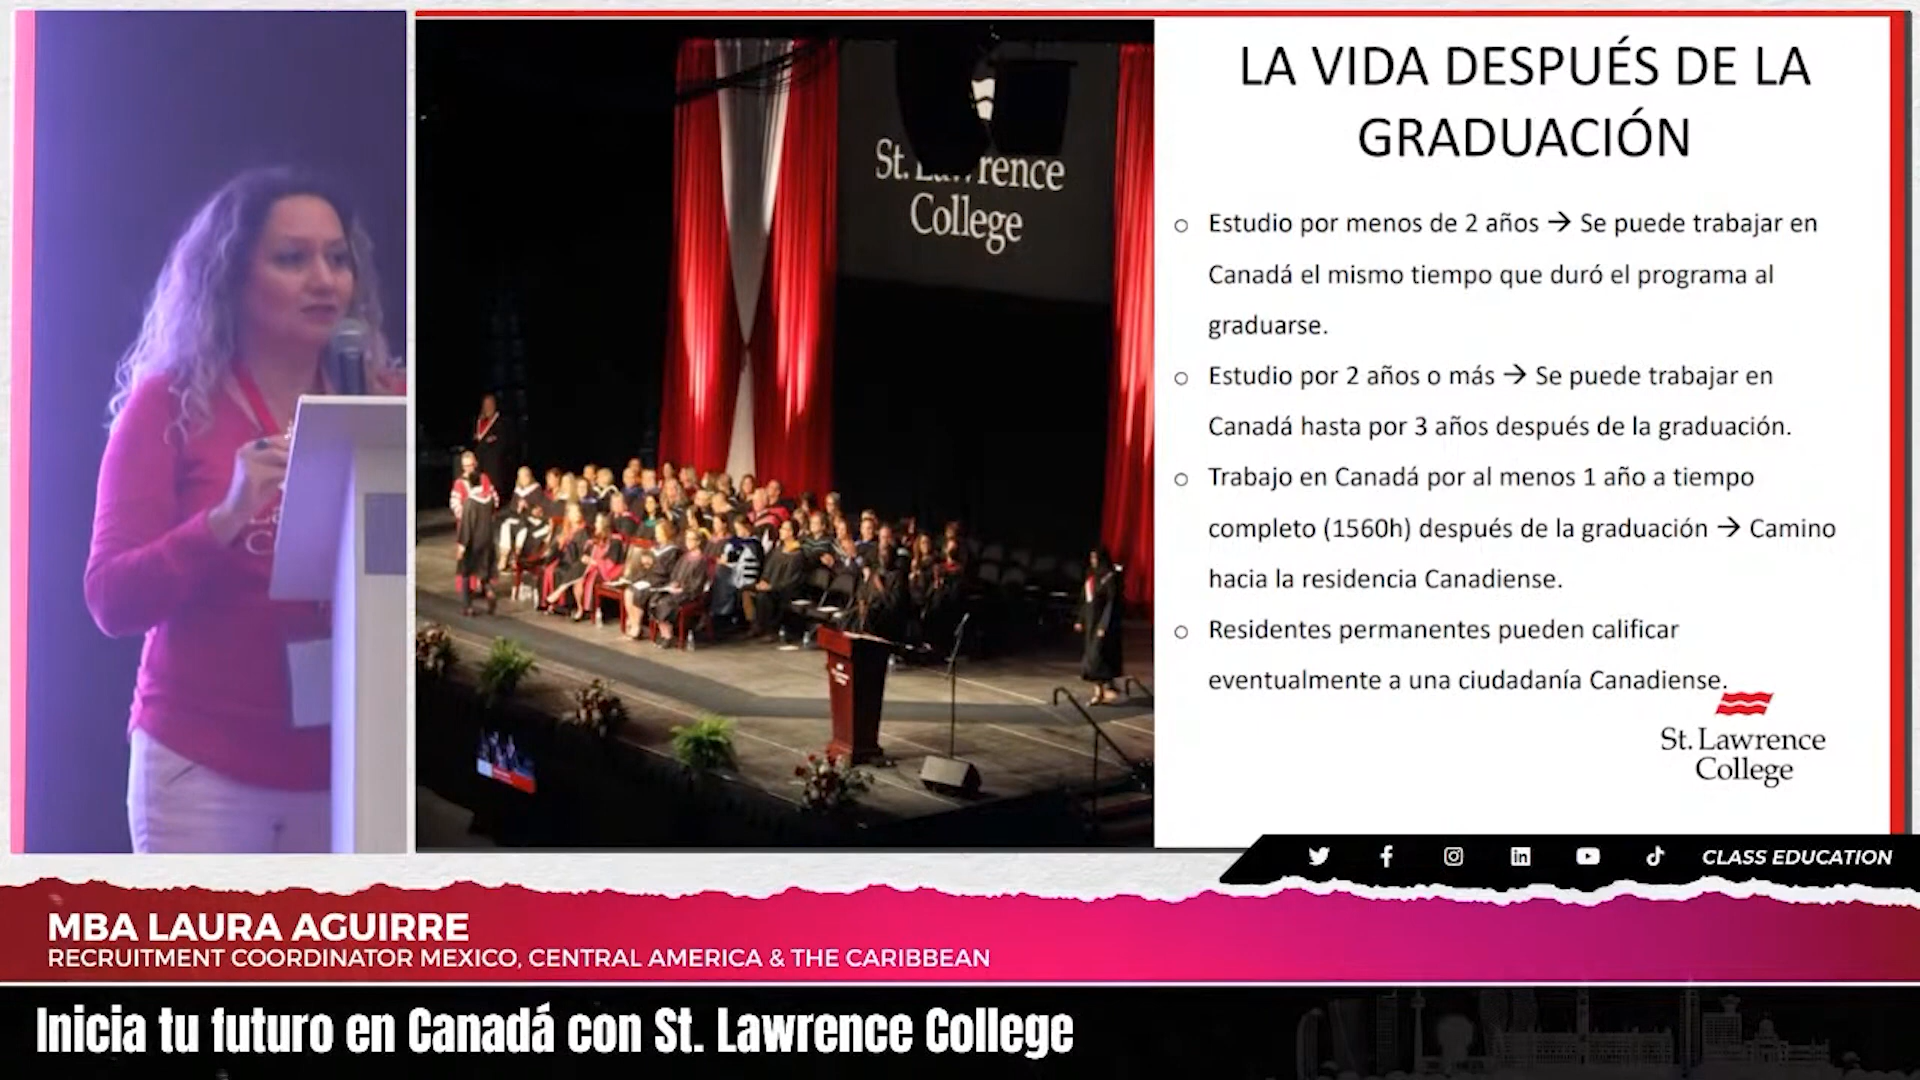 St. Lawrence
College
LA VIDA DESPUÉS DE LA
GRADUACIÓN
○ Estudio por menos de 2 años → Se puede trabajar en
Canadá el mismo tiempo que duró el programa al
graduarse.
○ Estudio por 2 años o más → Se puede trabajar en
Canadá hasta por 3 años después de la graduación.
○ Trabajo en Canadá por al menos 1 año a tiempo
completo (1560h) después de la graduación → Camino
hacia la residencia Canadiense.
○ Residentes permanentes pueden calificar
eventualmente a una ciudadanía Canadiense.
St. Lawrence
College
CLASS EDUCATION
MBA LAURA AGUIRRE
RECRUITMENT COORDINATOR MEXICO, CENTRAL AMERICA & THE CARIBBEAN
Inicia tu futuro en Canadá con St. Lawrence College